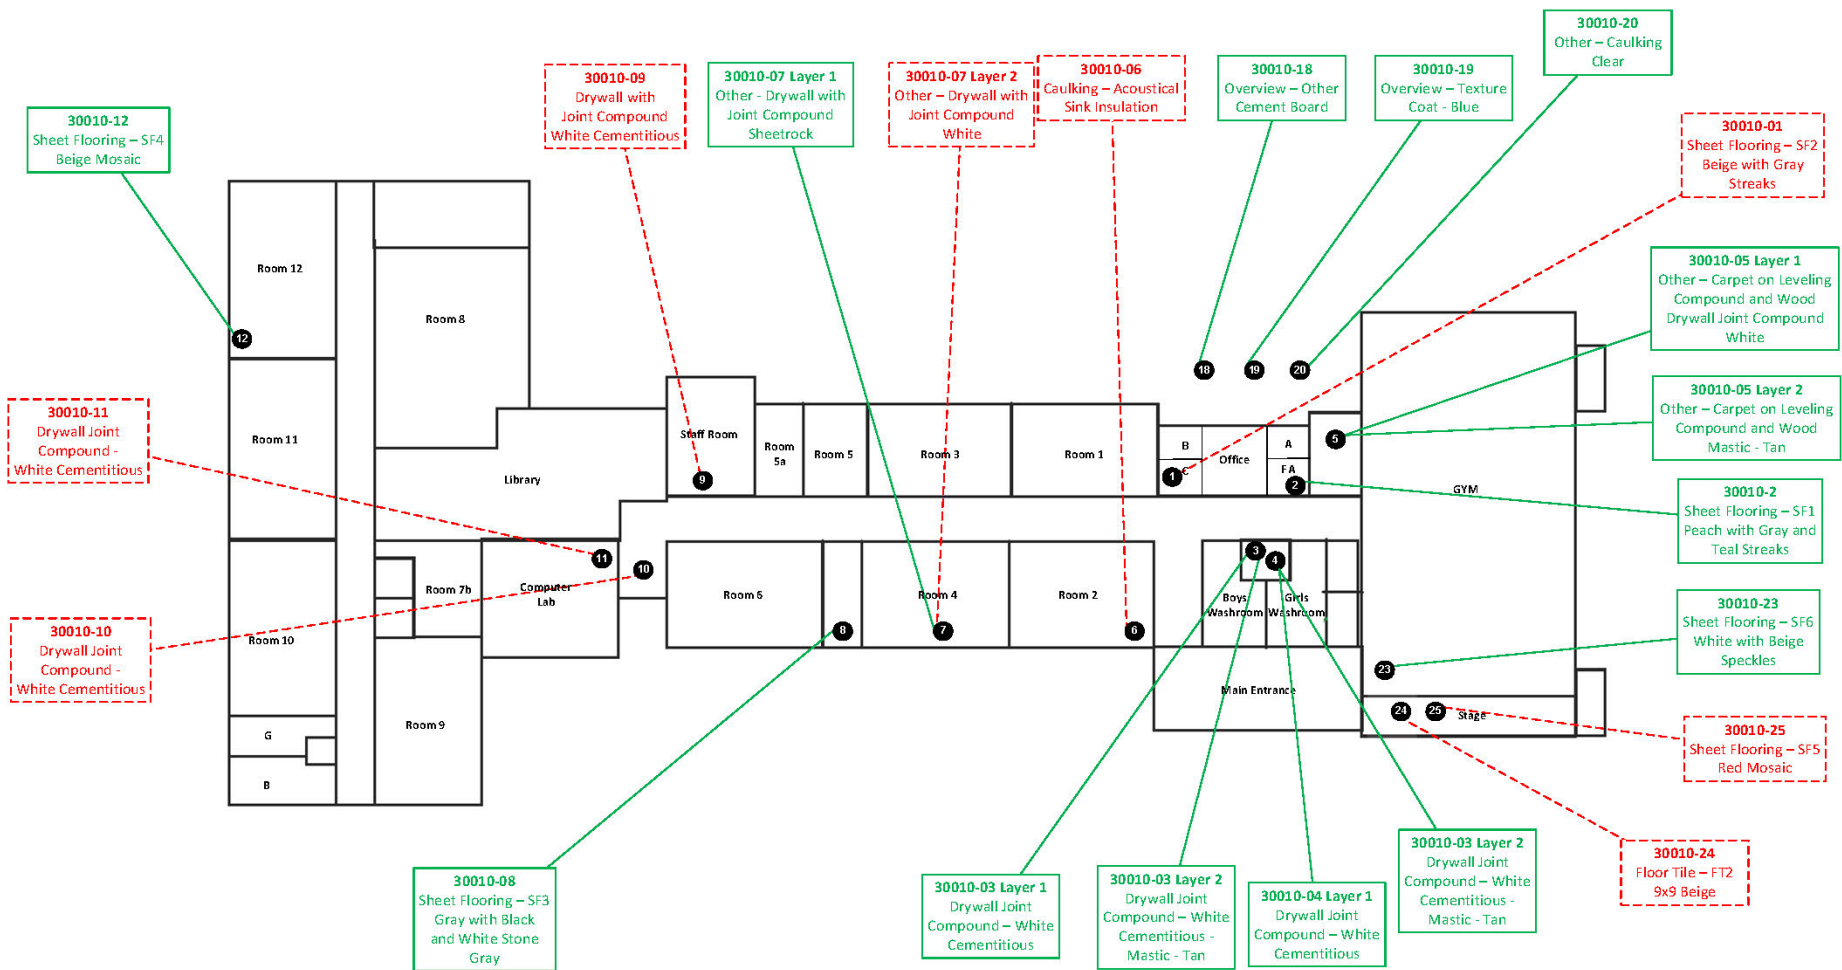 30010-20
Other – Caulking
Clear
30010-09
Drywall with
Joint Compound
White Cementitious
30010-07 Layer 1
Other - Drywall with
Joint Compound
Sheetrock
30010-07 Layer 2
Other – Drywall with
Joint Compound
White
30010-06
Caulking – Acoustical
Sink Insulation
30010-18
Overview – Other
Cement Board
30010-19
Overview – Texture
Coat - Blue
30010-12
Sheet Flooring – SF4
Beige Mosaic
30010-01
Sheet Flooring – SF2
Beige with Gray
Streaks
30010-05 Layer 1
Other – Carpet on Leveling
Compound and Wood
Drywall Joint Compound
White
30010-05 Layer 2
Other – Carpet on Leveling
Compound and Wood
Mastic - Tan
30010-2
Sheet Flooring – SF1
Peach with Gray and
Teal Streaks
30010-23
Sheet Flooring – SF6
White with Beige
Speckles
30010-25
Sheet Flooring – SF5
Red Mosaic
30010-24
Floor Tile – FT2
9x9 Beige
30010-11
Drywall Joint
Compound -
White Cementitious
30010-10
Drywall Joint
Compound -
White Cementitious
Room 12
12
Room 8
Room 11
Library
Staff Room
9
Room
5a
Room 5
Room 3
Room 1
18
19
20
B
C
1
Office
A
F A
2
5
GYM
Room 10
Room 7b
Computer
Lab
11
10
Room 6
8
Room 4
7
Room 2
6
3
4
Boys
Washroom
Girls
Washroom
Main Entrance
23
24
25
Stage
Room 9
G
B
30010-08
Sheet Flooring – SF3
Gray with Black
and White Stone
Gray
30010-03 Layer 1
Drywall Joint
Compound – White
Cementitious
30010-03 Layer 2
Drywall Joint
Compound – White
Cementitious -
Mastic - Tan
30010-04 Layer 1
Drywall Joint
Compound – White
Cementitious
30010-03 Layer 2
Drywall Joint
Compound – White
Cementitious -
Mastic - Tan